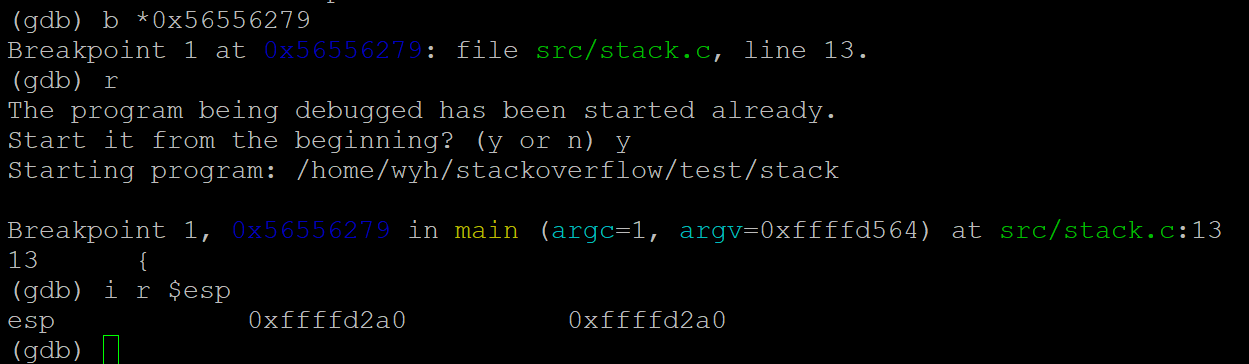 (gdb) b *0x56556279
Breakpoint 1 at 0x56556279: file src/stack.c, line 13.
(gdb) r
The program being debugged has been started already.
Start it from the beginning? (y or n) y
Starting program: /home/wyh/stackoverflow/test/stack
Breakpoint 1, 0x56556279 in main (argc=1, argv=0xffffd564) at src/stack.c:13
13      {
(gdb) i r $esp
esp            0xffffd2a0          0xffffd2a0
(gdb)